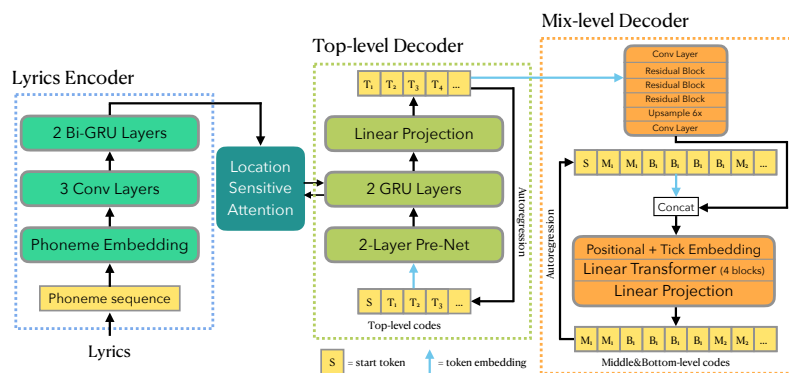 Lyrics Encoder
2 Bi-GRU Layers
3 Conv Layers
Phoneme Embedding
Phoneme sequence
Lyrics
Location
Sensitive
Attention
Top-level Decoder
T₁ T₂ T₃ T₄ ...
Linear Projection
2 GRU Layers
2-Layer Pre-Net
S T₁ T₂ T₃ ...
Top-level codes
Autoregression
Mix-level Decoder
Conv Layer
Residual Block
Residual Block
Residual Block
Upsample 6x
Conv Layer
S M₁ M₁ B₁ B₁ B₁ B₁ M₂ ...
Concat
Positional + Tick Embedding
Linear Transformer (4 blocks)
Linear Projection
M₁ M₁ B₁ B₁ B₁ B₁ M₂ M₂ ...
Middle&Bottom-level codes
Autoregression
S = start token
= token embedding